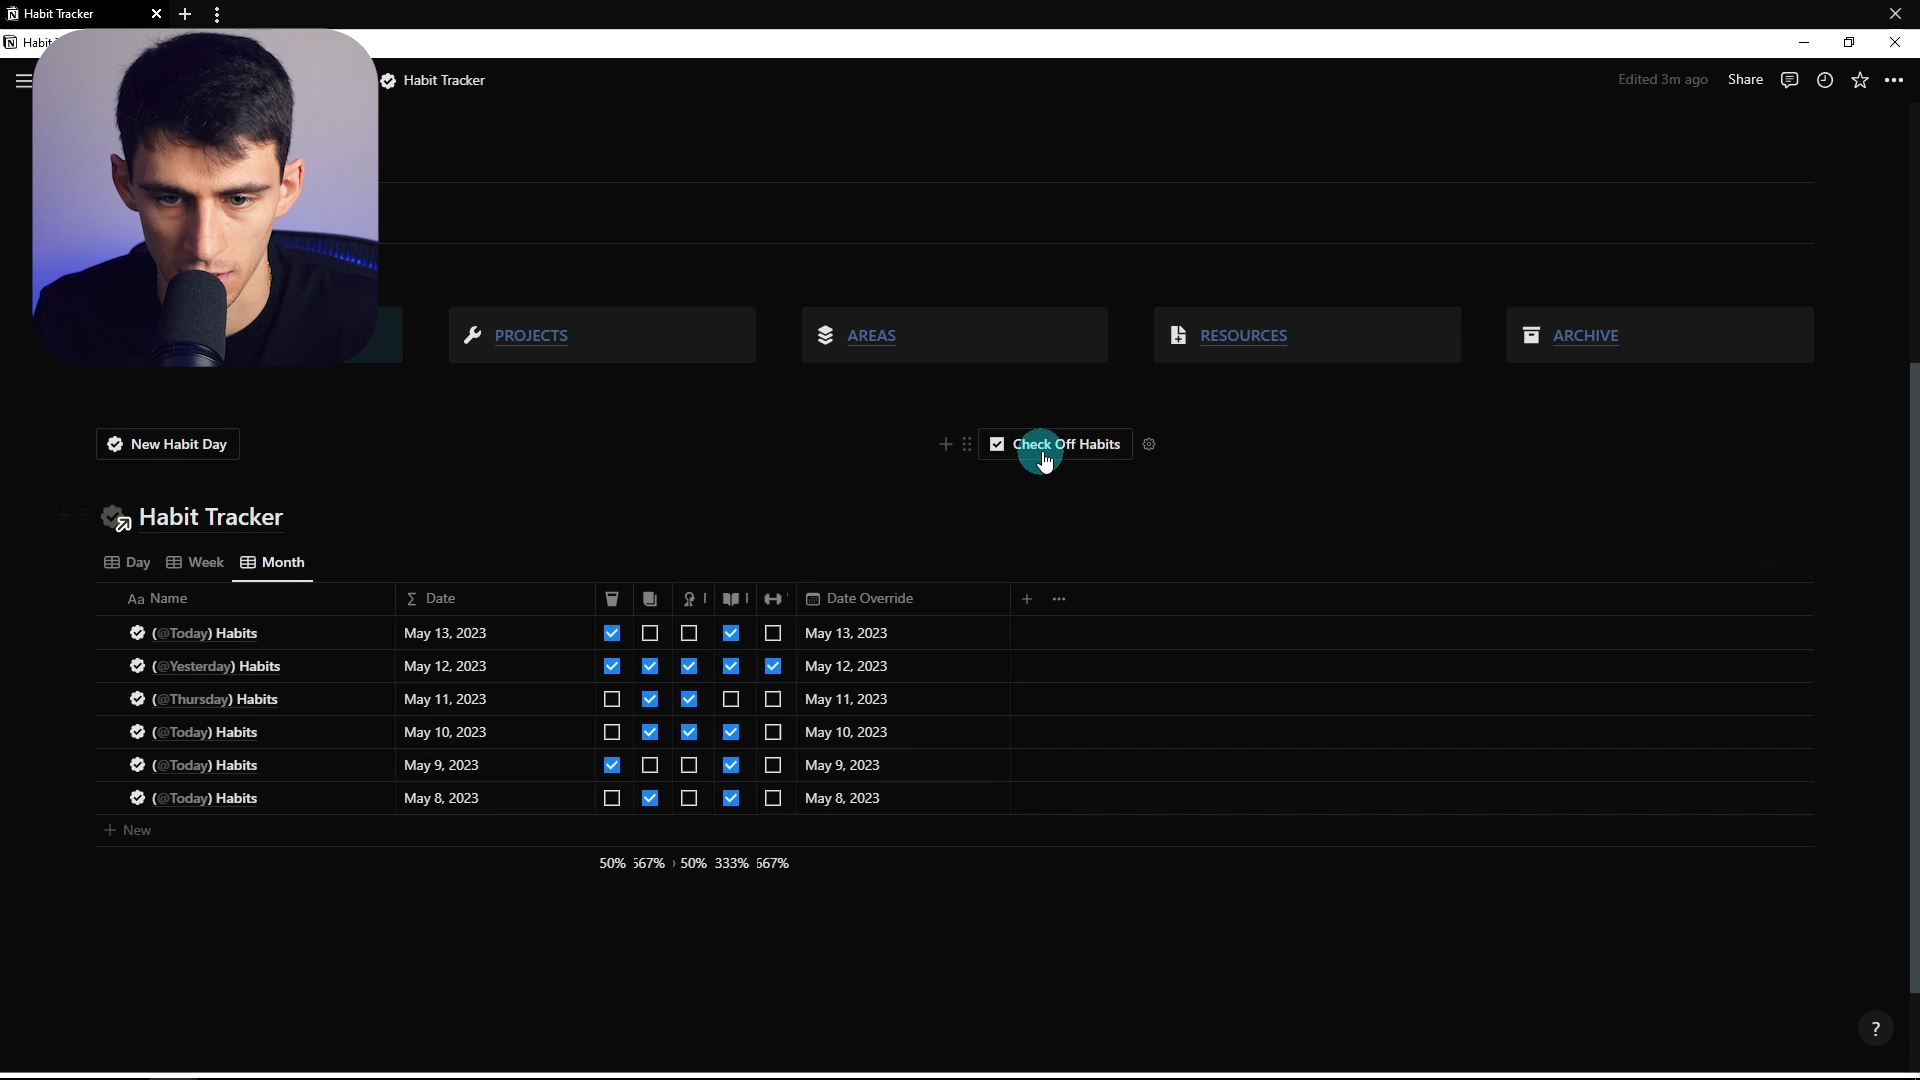 Habit Tracker
Habit
Habit Tracker
Edited 3m ago
Share
PROJECTS
AREAS
RESOURCES
ARCHIVE
New Habit Day
Check Off Habits
Habit Tracker
Day Week Month
Aa Name Σ Date Date Override
(@Today) Habits May 13, 2023 May 13, 2023
(@Yesterday) Habits May 12, 2023 May 12, 2023
(@Thursday) Habits May 11, 2023 May 11, 2023
(@Today) Habits May 10, 2023 May 10, 2023
(@Today) Habits May 9, 2023 May 9, 2023
(@Today) Habits May 8, 2023 May 8, 2023
+ New
50% 567% 50% 333% 667%
?